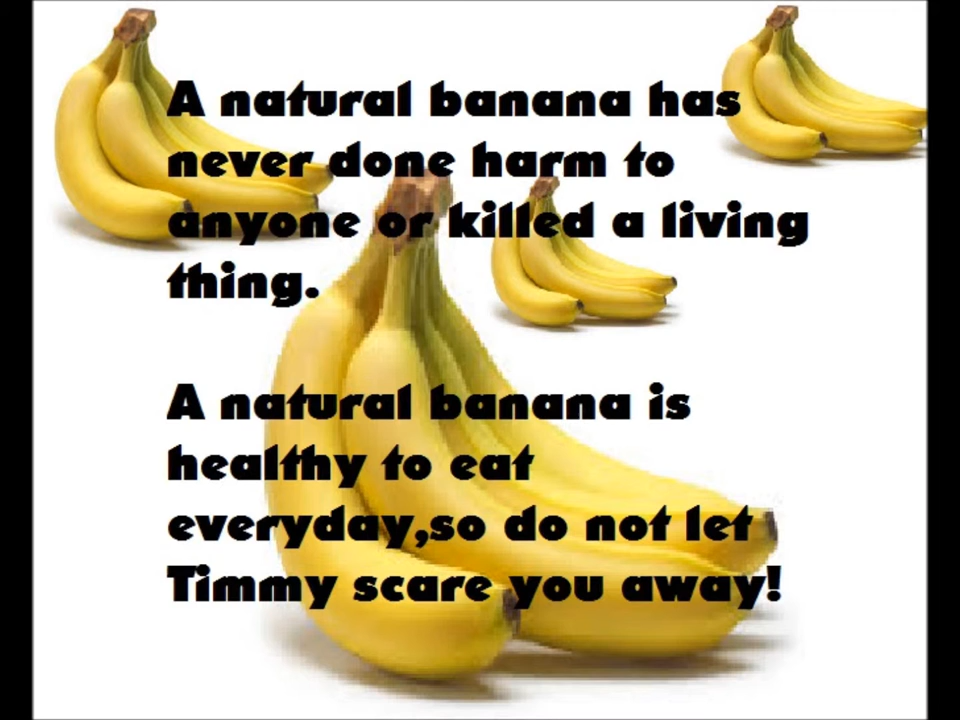 A natural banana has
never done harm to
anyone or killed a living
thing.
A natural banana is
healthy to eat
everyday,so do not let
Timmy scare you away!